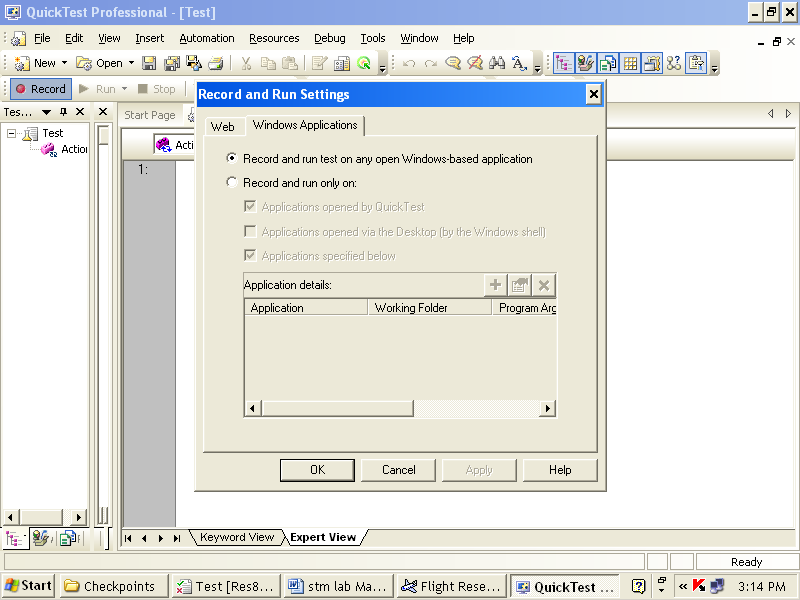 QuickTest Professional - [Test]
File Edit View Insert Automation Resources Debug Tools Window Help
New Open
Record Run Stop
Tes...
Start Page
Test
Action
Acti
1:
Record and Run Settings
Web Windows Applications
Record and run test on any open Windows-based application
Record and run only on:
Applications opened by QuickTest
Applications opened via the Desktop (by the Windows shell)
Applications specified below
Application details:
Application Working Folder Program Arg
OK Cancel Apply Help
Keyword View Expert View
Ready
Start Checkpoints Test [Res8... stm lab Ma... Flight Rese... QuickTest ... « 3:14 PM